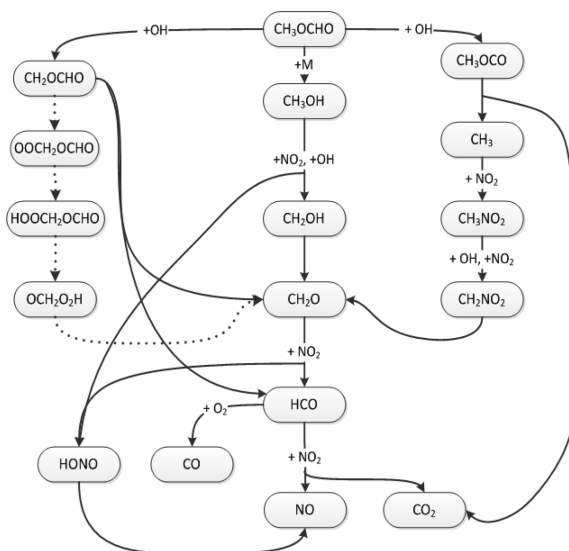 +OH
CH₃OCHO
+ OH
CH₂OCHO
+M
CH₃OCO
CH₃OH
OOCH₂OCHO
CH₃
+NO₂, +OH
+ NO₂
HOOCH₂OCHO
CH₂OH
CH₃NO₂
+ OH, +NO₂
OCH₂O₂H
CH₂O
CH₂NO₂
+ NO₂
+ O₂
HCO
HONO
CO
+ NO₂
NO
CO₂